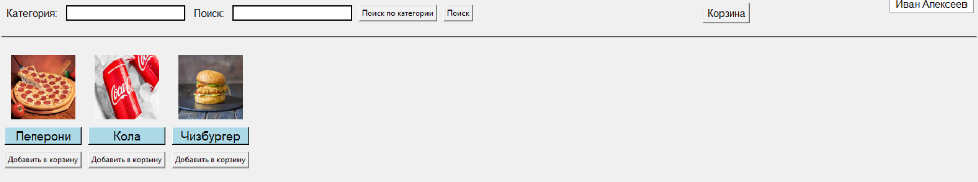 Иван Алексеев
Категория: Поиск: Поиск по категории Поиск Корзина
Пеперони Кола Чизбургер
Добавить в корзину Добавить в корзину Добавить в корзину